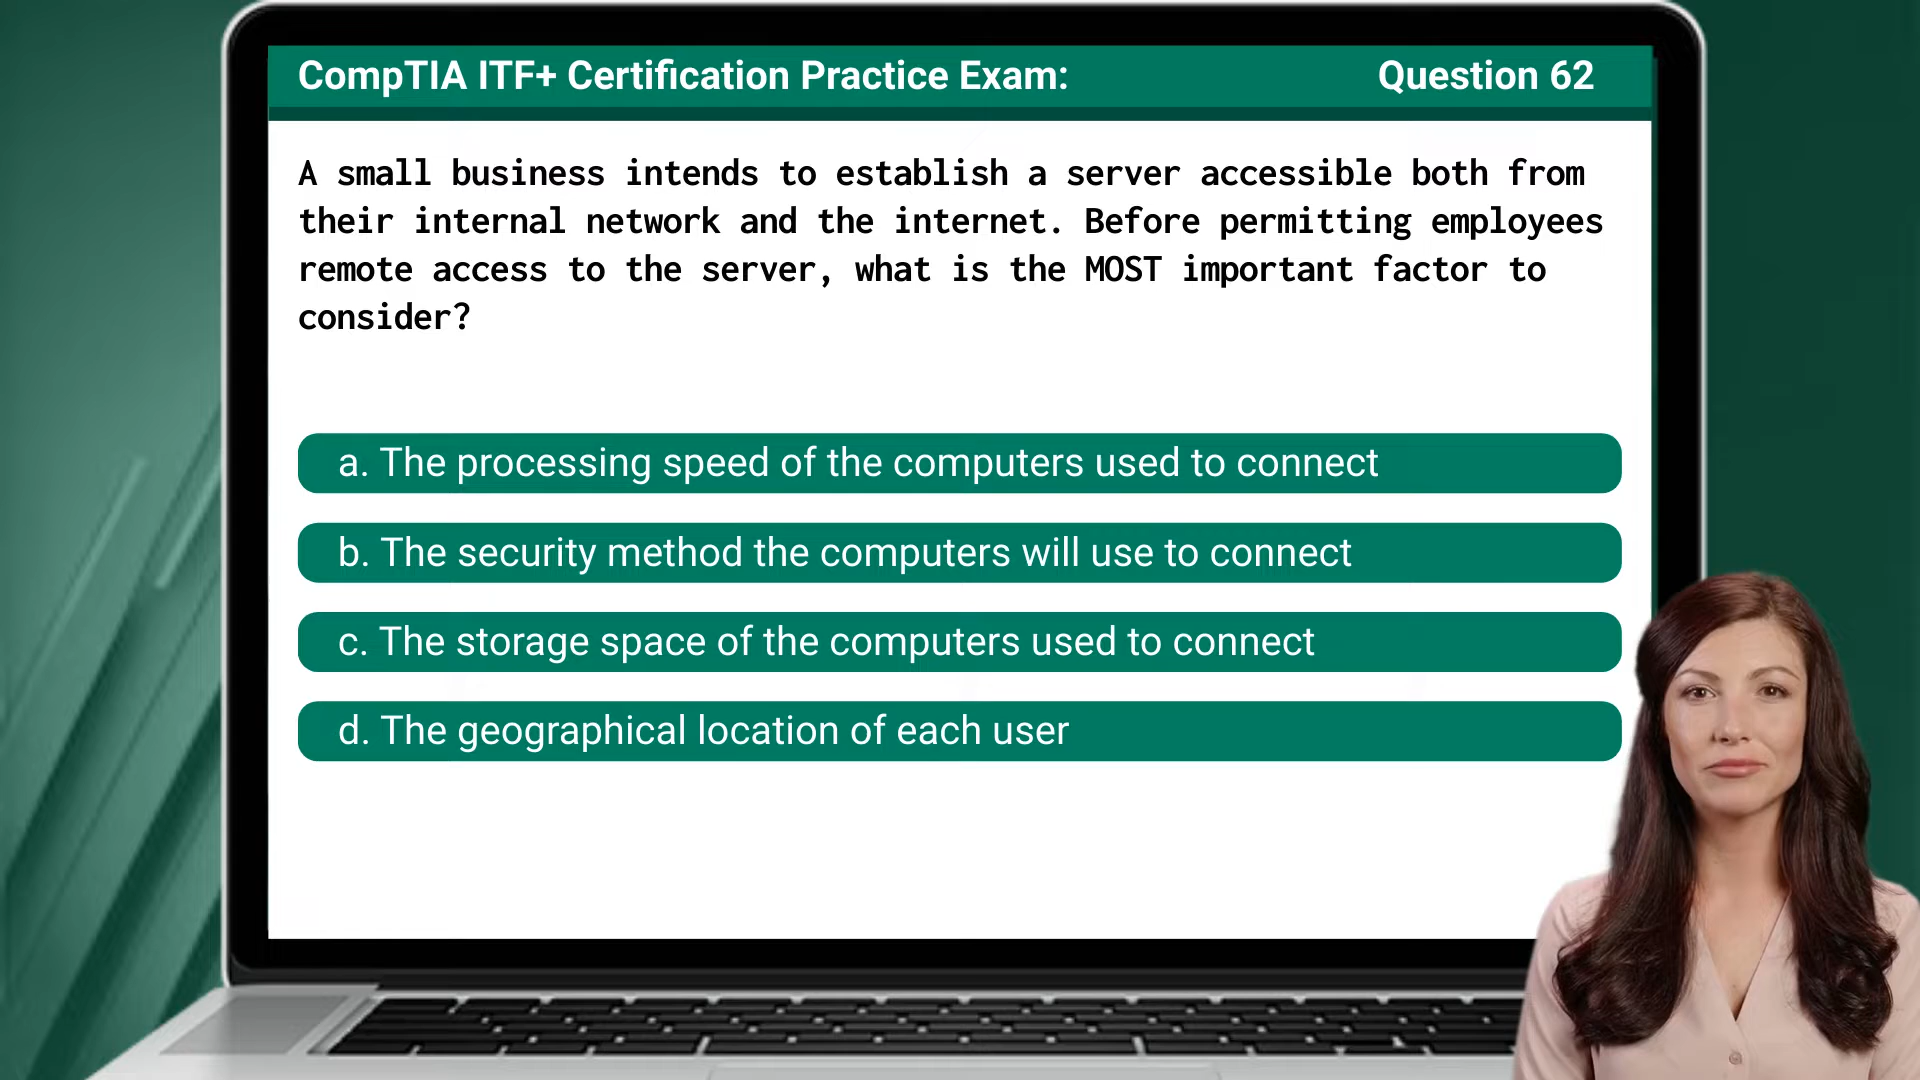 CompTIA ITF+ Certification Practice Exam: Question 62
A small business intends to establish a server accessible both from
their internal network and the internet. Before permitting employees
remote access to the server, what is the MOST important factor to
consider?
a. The processing speed of the computers used to connect
b. The security method the computers will use to connect
c. The storage space of the computers used to connect
d. The geographical location of each user